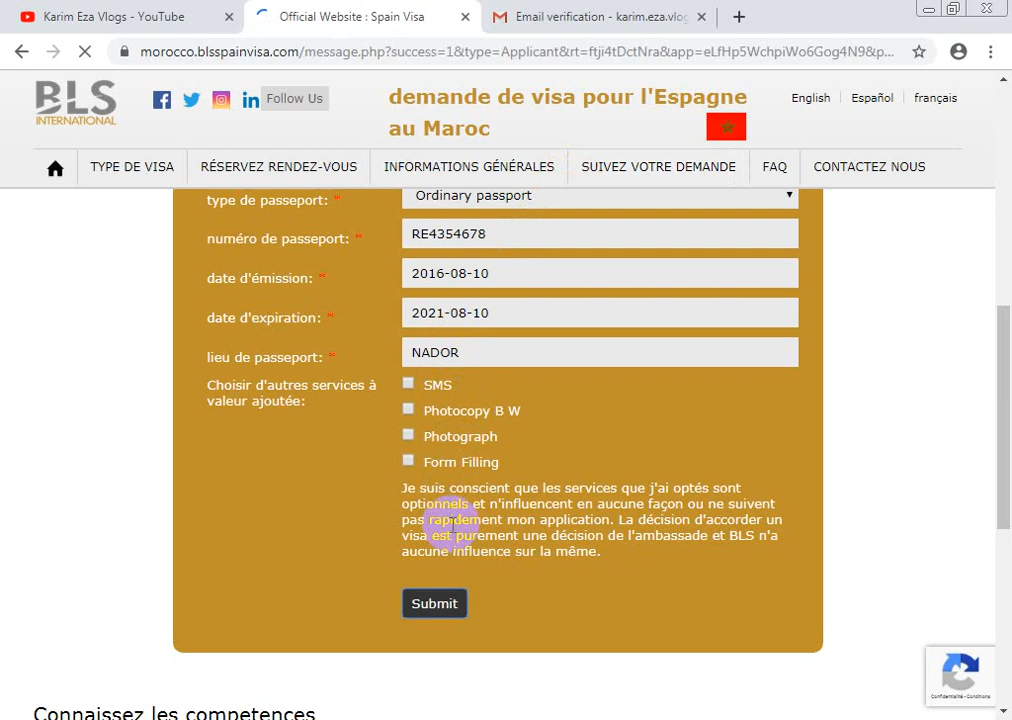 Karim Eza Vlogs - YouTube
Official Website : Spain Visa
Email verification - karim.eza.vlog
morocco.blsspainvisa.com/message.php?success=1&type=Applicant&rt=ftji4tDctNra&app=eLfHp5WchpiWo6Gog4N9&p...
BLS
INTERNATIONAL
Follow Us
demande de visa pour l'Espagne
au Maroc
English Español français
TYPE DE VISA RÉSERVEZ RENDEZ-VOUS INFORMATIONS GÉNÉRALES SUIVEZ VOTRE DEMANDE FAQ CONTACTEZ NOUS
type de passeport: * Ordinary passport
numéro de passeport: * RE4354678
date d'émission: * 2016-08-10
date d'expiration: * 2021-08-10
lieu de passeport: * NADOR
Choisir d'autres services à
valeur ajoutée:
SMS
Photocopy B W
Photograph
Form Filling
Je suis conscient que les services que j'ai optés sont
optionnels et n'influencent en aucune façon ou ne suivent
pas rapidement mon application. La décision d'accorder un
visa est purement une décision de l'ambassade et BLS n'a
aucune influence sur la même.
Submit
Confidentialité - Conditions
Connaissez les competences